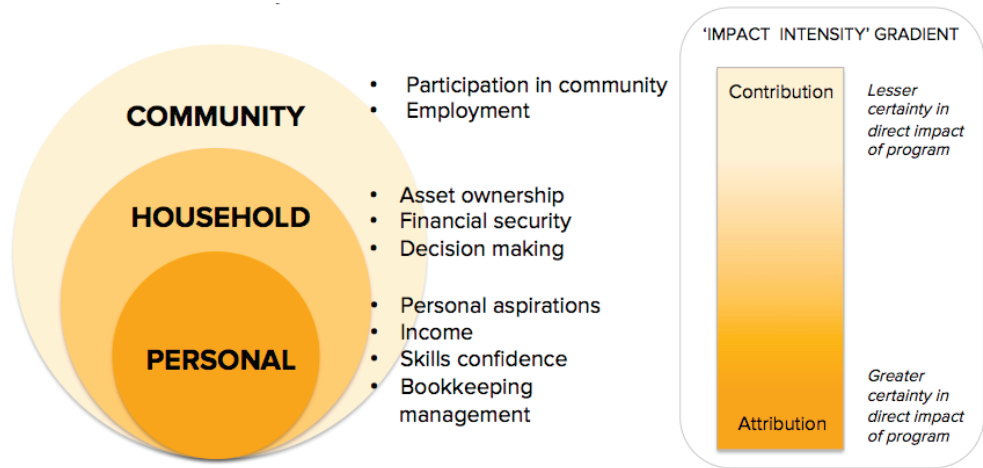 COMMUNITY
• Participation in community
• Employment
HOUSEHOLD
• Asset ownership
• Financial security
• Decision making
PERSONAL
• Personal aspirations
• Income
• Skills confidence
• Bookkeeping
management
'IMPACT INTENSITY' GRADIENT
Contribution
Lesser
certainty in
direct impact
of program
Attribution
Greater
certainty in
direct impact
of program